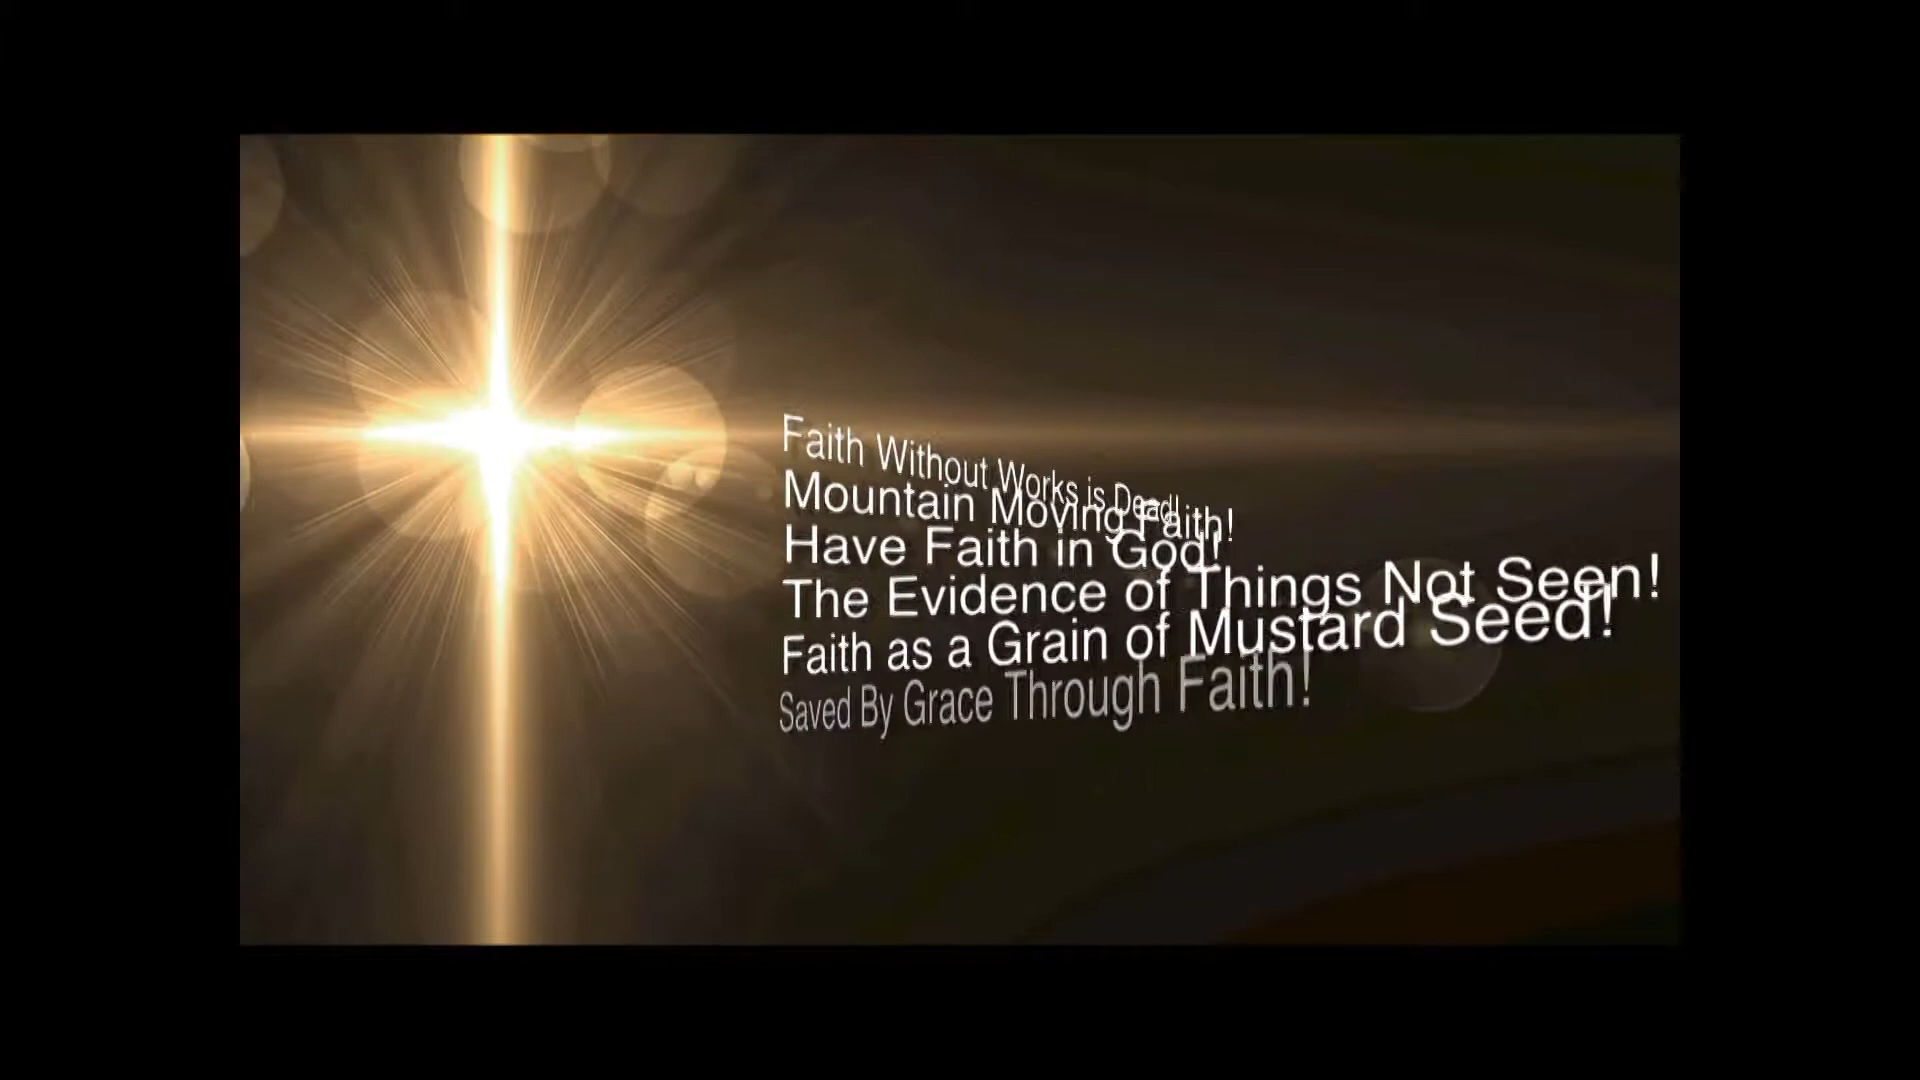 Faith Without Works is Dead!
Mountain Moving Faith!
Have Faith in God!
The Evidence of Things Not Seen!
Faith as a Grain of Mustard Seed!
Saved By Grace Through Faith!